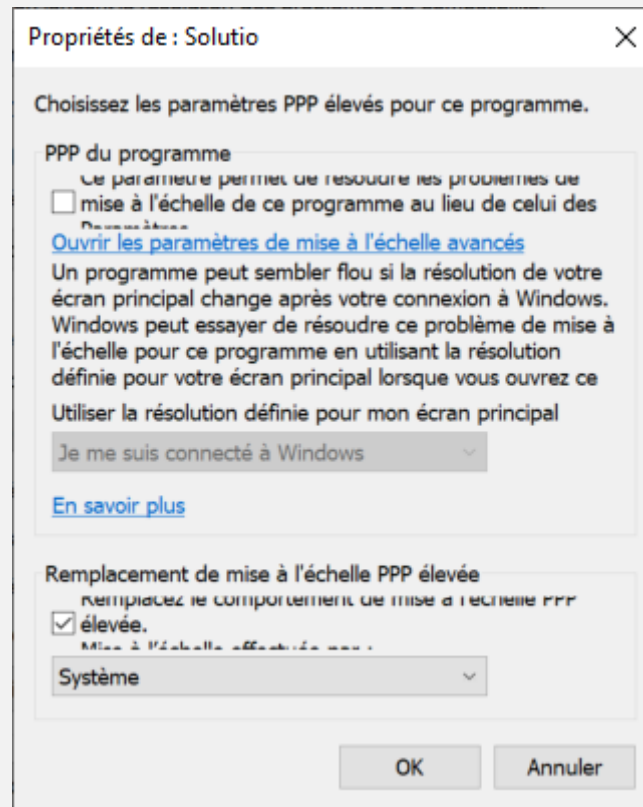 Propriétés de : Solutio
Choisissez les paramètres PPP élevés pour ce programme.
PPP du programme
Ce paramètre permet de résoudre les problèmes de
mise à l'échelle de ce programme au lieu de celui des
Paramètres
Ouvrir les paramètres de mise à l'échelle avancés
Un programme peut sembler flou si la résolution de votre
écran principal change après votre connexion à Windows.
Windows peut essayer de résoudre ce problème de mise à
l'échelle pour ce programme en utilisant la résolution
définie pour votre écran principal lorsque vous ouvrez ce
Utiliser la résolution définie pour mon écran principal
Je me suis connecté à Windows
En savoir plus
Remplacement de mise à l'échelle PPP élevée
Remplacez le comportement de mise à l'échelle PPP
élevée.
Mise à l'échelle effectuée par :
Système
OK
Annuler